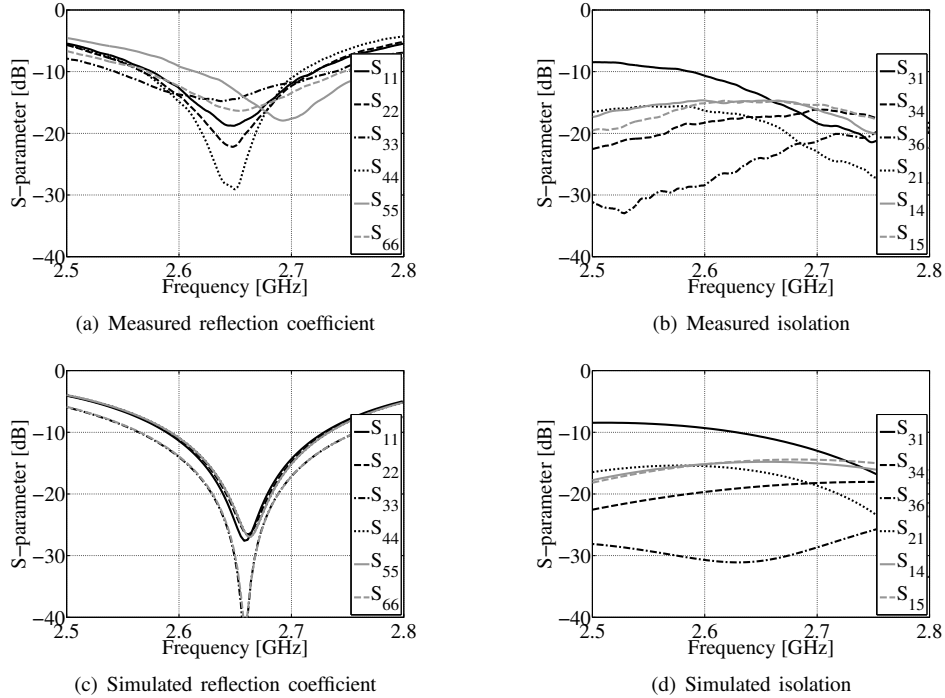 0
−10
−20
−30
−40
2.5 2.6 2.7 2.8
S−parameter [dB]
Frequency [GHz]
S11
S22
S33
S44
S55
S66
(a) Measured reflection coefficient
0
−10
−20
−30
−40
2.5 2.6 2.7 2.8
S−parameter [dB]
Frequency [GHz]
S31
S34
S36
S21
S14
S15
(b) Measured isolation
0
−10
−20
−30
−40
2.5 2.6 2.7 2.8
S−parameter [dB]
Frequency [GHz]
S11
S22
S33
S44
S55
S66
(c) Simulated reflection coefficient
0
−10
−20
−30
−40
2.5 2.6 2.7 2.8
S−parameter [dB]
Frequency [GHz]
S31
S34
S36
S21
S14
S15
(d) Simulated isolation